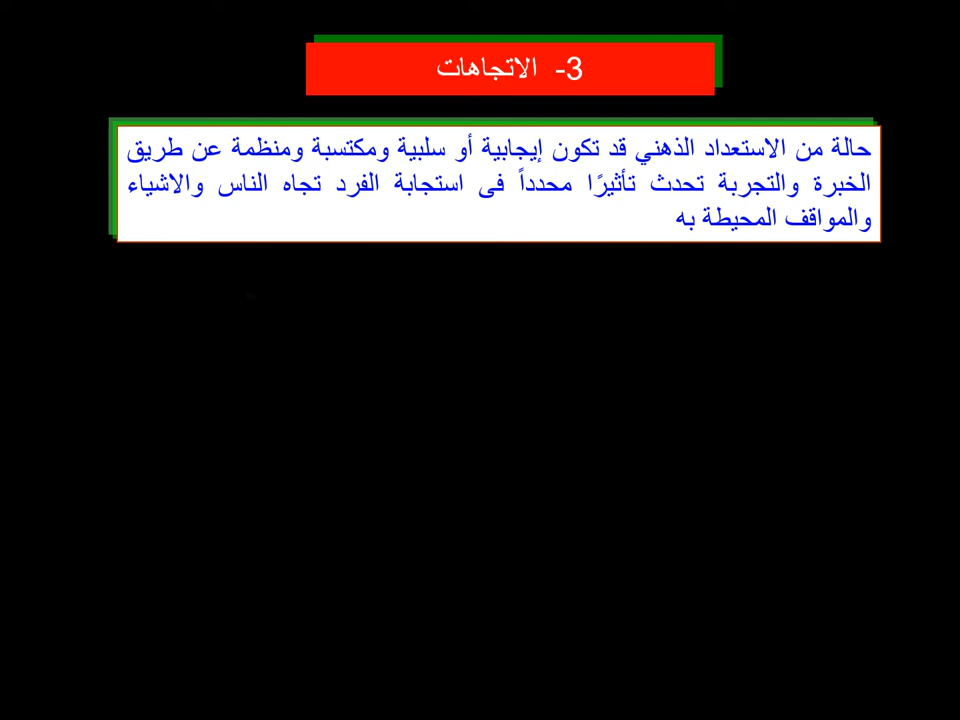 3- الاتجاهات
حالة من الاستعداد الذهني قد تكون إيجابية أو سلبية ومكتسبة ومنظمة عن طريق
الخبرة والتجربة تحدث تأثيرًا محدداً فى استجابة الفرد تجاه الناس والاشياء
والمواقف المحيطة به